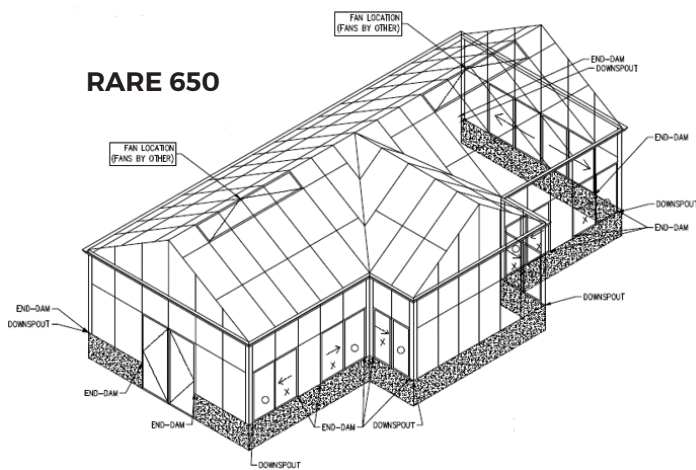 FAN LOCATION
(FANS BY OTHER)
RARE 650
END-DAM
DOWNSPOUT
END-DAM
FAN LOCATION
(FANS BY OTHER)
DOWNSPOUT
END-DAM
X
DOWNSPOUT
END-DAM
DOWNSPOUT
X
X
X
X
END-DAM
END-DAM
END-DAM
DOWNSPOUT
DOWNSPOUT